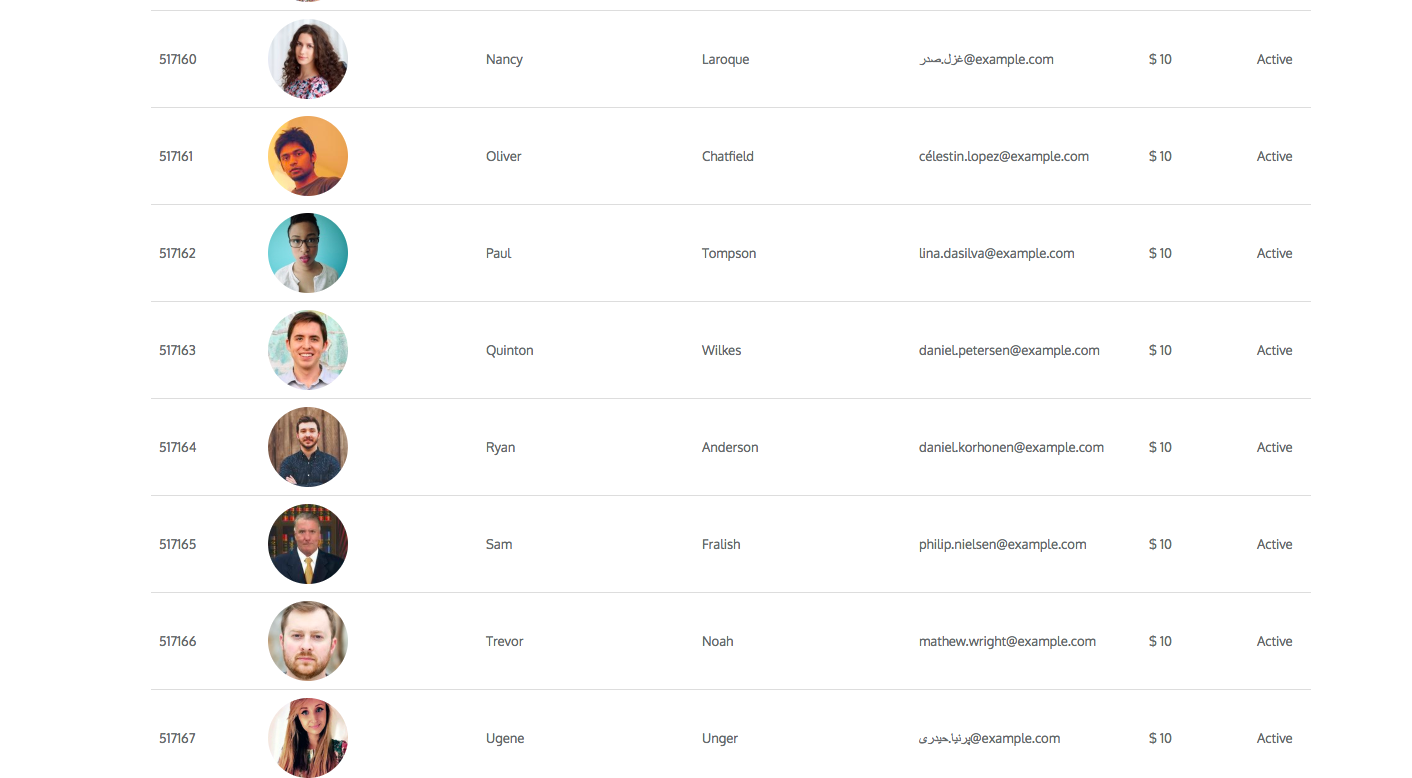 517160 Nancy Laroque غزل.صدر@example.com $ 10 Active
517161 Oliver Chatfield célestin.lopez@example.com $ 10 Active
517162 Paul Tompson lina.dasilva@example.com $ 10 Active
517163 Quinton Wilkes daniel.petersen@example.com $ 10 Active
517164 Ryan Anderson daniel.korhonen@example.com $ 10 Active
517165 Sam Fralish philip.nielsen@example.com $ 10 Active
517166 Trevor Noah mathew.wright@example.com $ 10 Active
517167 Ugene Unger پرنیا.حیدری@example.com $ 10 Active